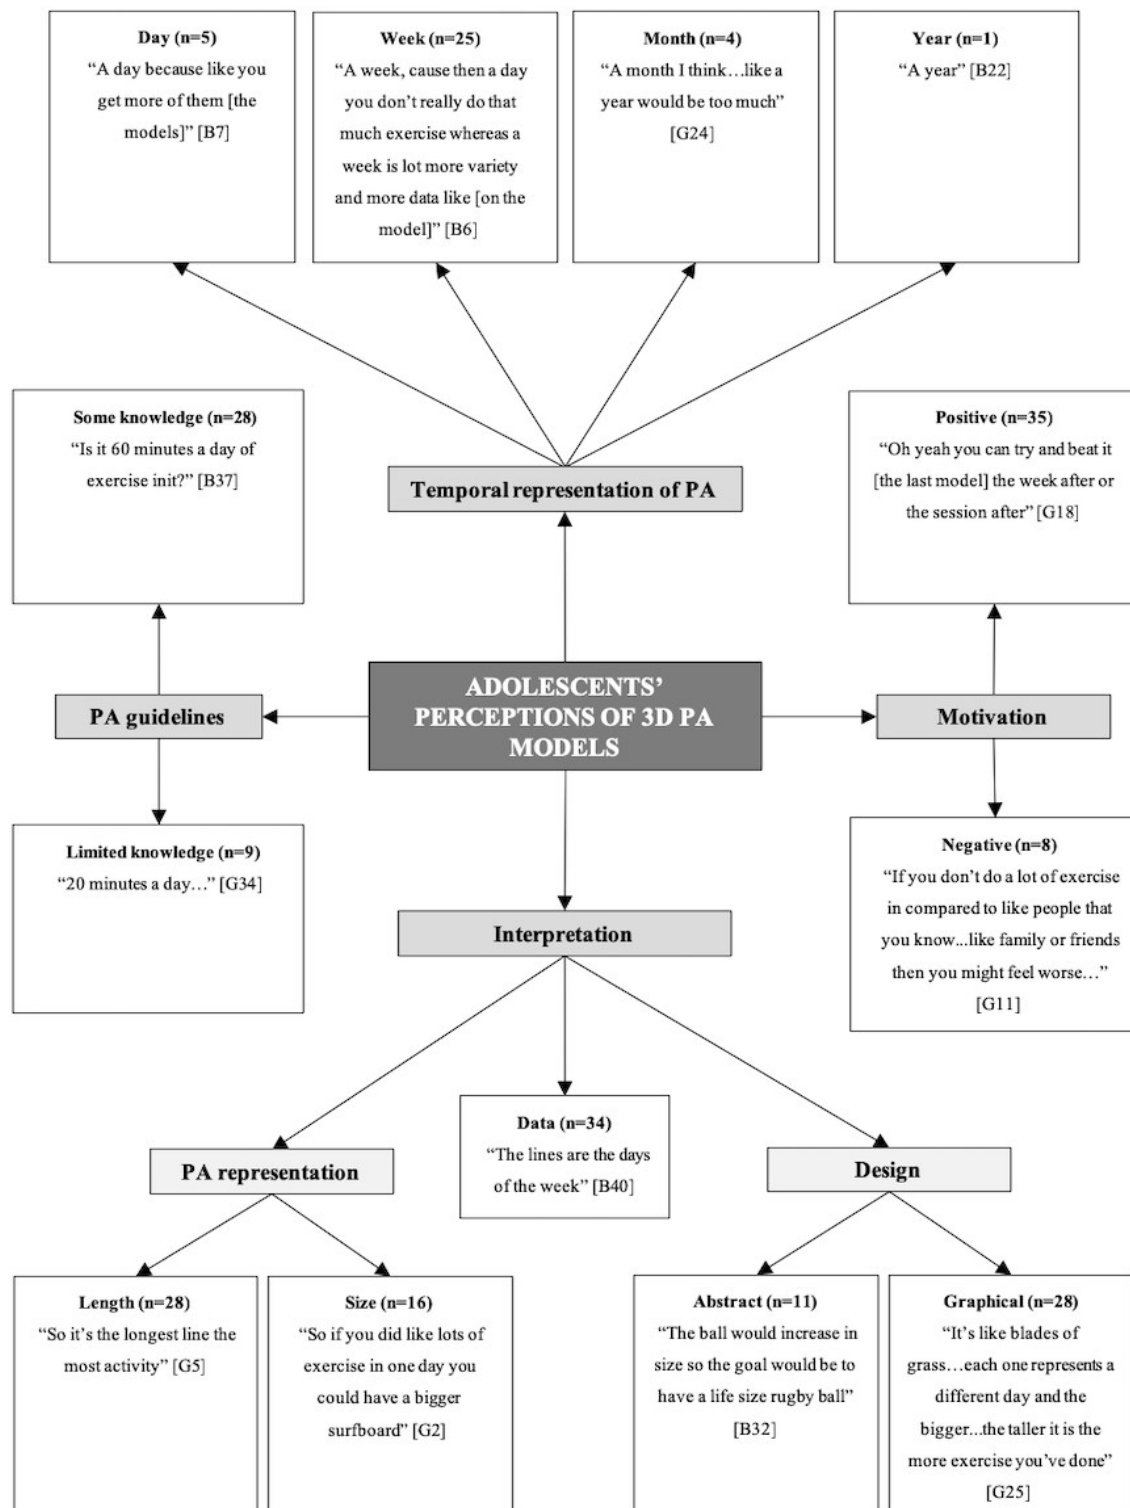 Day (n=5)
“A day because like you
get more of them [the
models]” [B7]
Week (n=25)
“A week, cause then a day
you don’t really do that
much exercise whereas a
week is lot more variety
and more data like [on the
model]” [B6]
Month (n=4)
“A month I think…like a
year would be too much”
[G24]
Year (n=1)
“A year” [B22]
Some knowledge (n=28)
“Is it 60 minutes a day of
exercise init?” [B37]
Temporal representation of PA
Positive (n=35)
“Oh yeah you can try and beat it
[the last model] the week after or
the session after” [G18]
PA guidelines
ADOLESCENTS’
PERCEPTIONS OF 3D PA
MODELS
Motivation
Limited knowledge (n=9)
“20 minutes a day…” [G34]
Negative (n=8)
“If you don’t do a lot of exercise
in compared to like people that
you know...like family or friends
then you might feel worse…”
[G11]
Interpretation
PA representation
Data (n=34)
“The lines are the days
of the week” [B40]
Design
Length (n=28)
“So it’s the longest line the
most activity” [G5]
Size (n=16)
“So if you did like lots of
exercise in one day you
could have a bigger
surfboard” [G2]
Abstract (n=11)
“The ball would increase in
size so the goal would be to
have a life size rugby ball”
[B32]
Graphical (n=28)
“It’s like blades of
grass…each one represents a
different day and the
bigger...the taller it is the
more exercise you’ve done”
[G25]